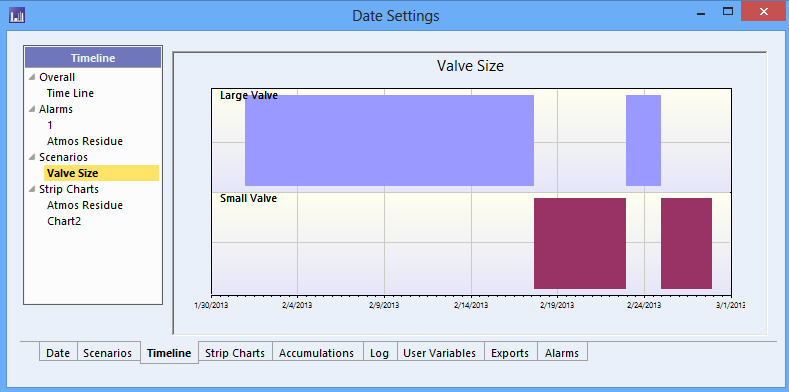 Date Settings
Timeline
Overall
Time Line
Alarms
1
Atmos Residue
Scenarios
Valve Size
Strip Charts
Atmos Residue
Chart2
Valve Size
Large Valve
Small Valve
1/30/2013 2/4/2013 2/9/2013 2/14/2013 2/19/2013 2/24/2013 3/1/2013
Date Scenarios Timeline Strip Charts Accumulations Log User Variables Exports Alarms